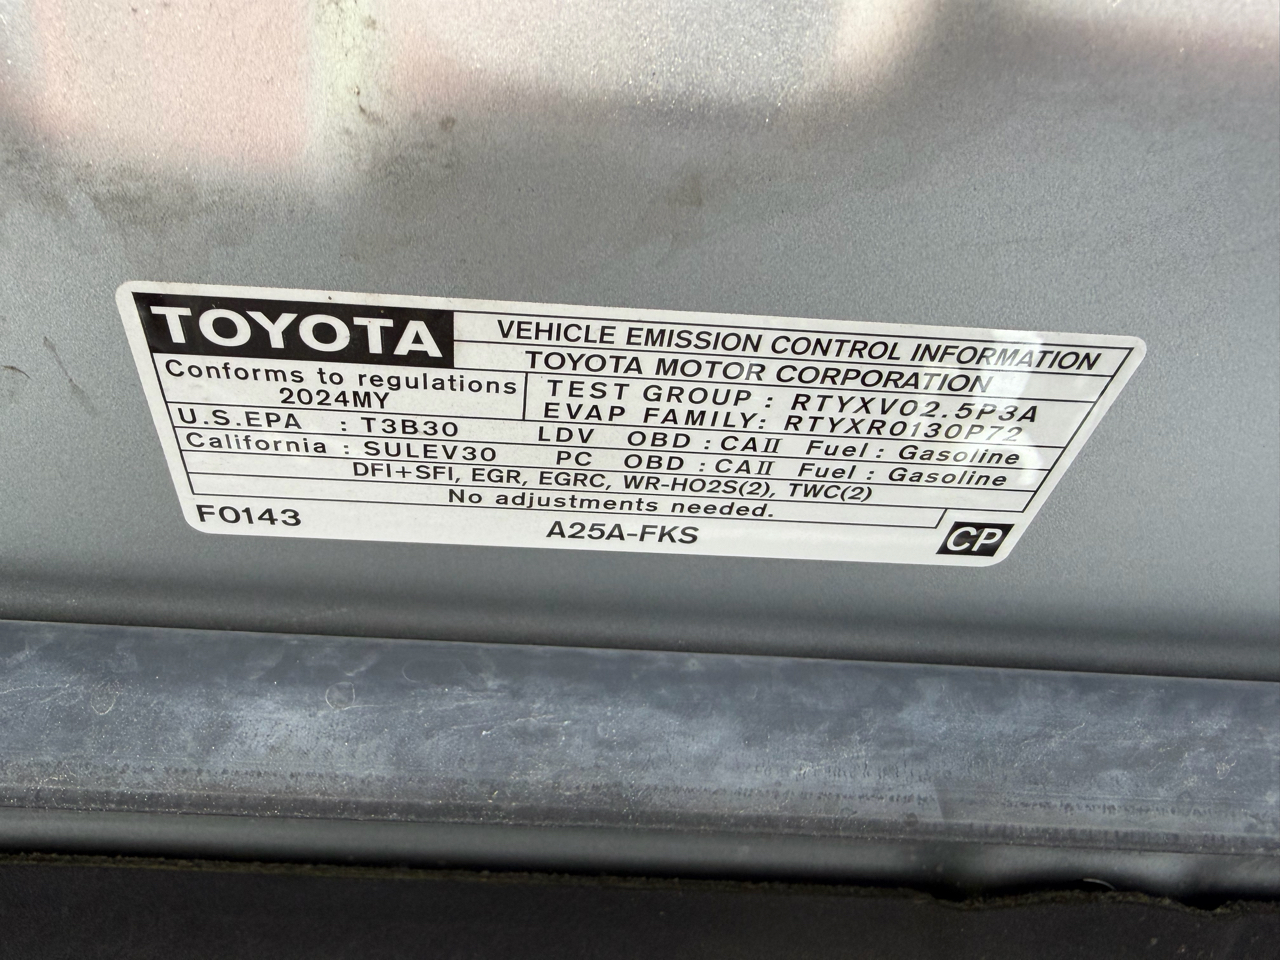 TOYOTA
VEHICLE EMISSION CONTROL INFORMATION
TOYOTA MOTOR CORPORATION
Conforms to regulations
2024MY
TEST GROUP : RTYXV02.5P3A
EVAP FAMILY: RTYXR0130P72
U.S.EPA : T3B30 LDV OBD : CAII Fuel : Gasoline
California : SULEV30 PC OBD : CAII Fuel : Gasoline
DFI+SFI, EGR, EGRC, WR-HO2S(2), TWC(2)
No adjustments needed.
F0143 A25A-FKS CP